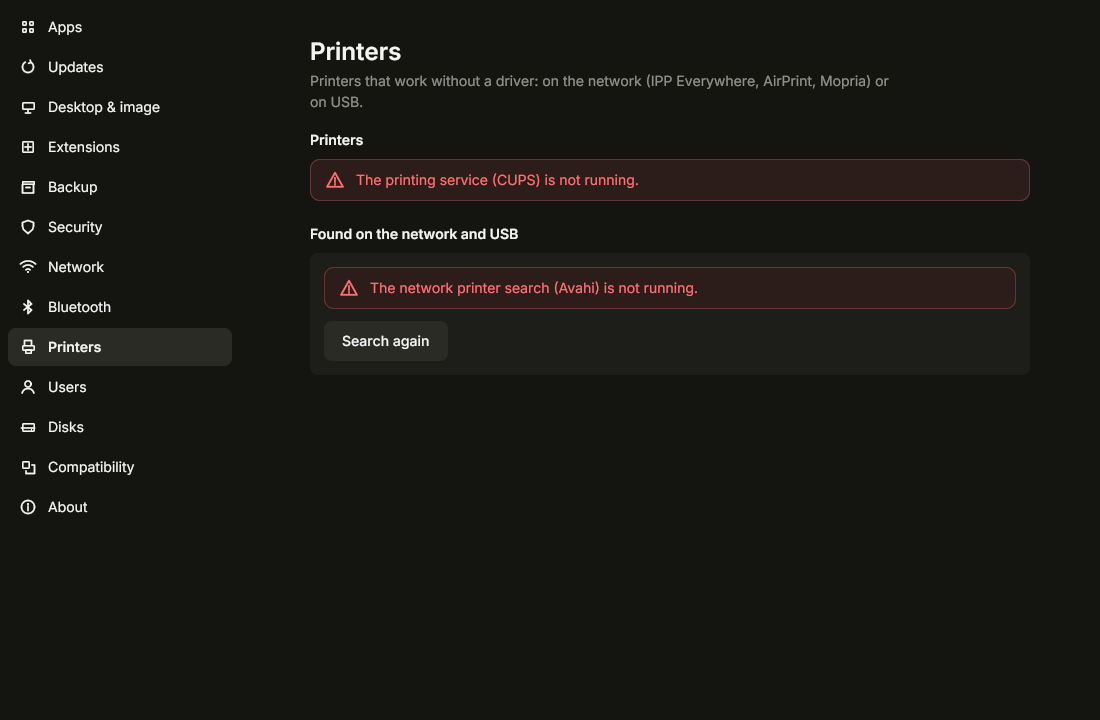 Apps
Updates
Desktop & image
Extensions
Backup
Security
Network
Bluetooth
Printers
Users
Disks
Compatibility
About
Printers
Printers that work without a driver: on the network (IPP Everywhere, AirPrint, Mopria) or
on USB.
Printers
The printing service (CUPS) is not running.
Found on the network and USB
The network printer search (Avahi) is not running.
Search again